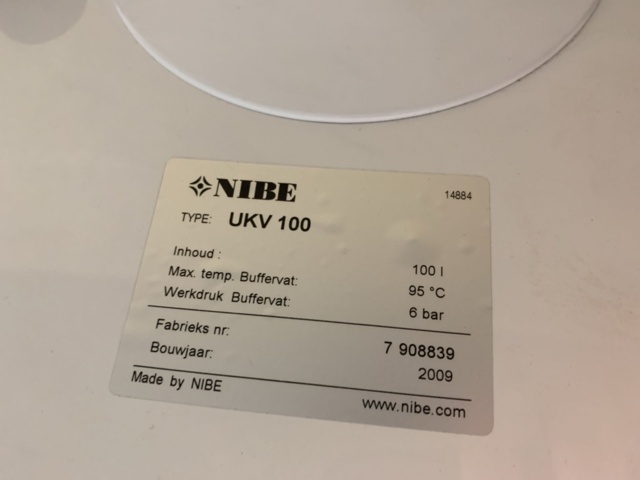 NIBE 14884
TYPE: UKV 100
Inhoud : 100 l
Max. temp. Buffervat: 95 °C
Werkdruk Buffervat: 6 bar
Fabrieks nr: 7 908839
Bouwjaar: 2009
Made by NIBE www.nibe.com